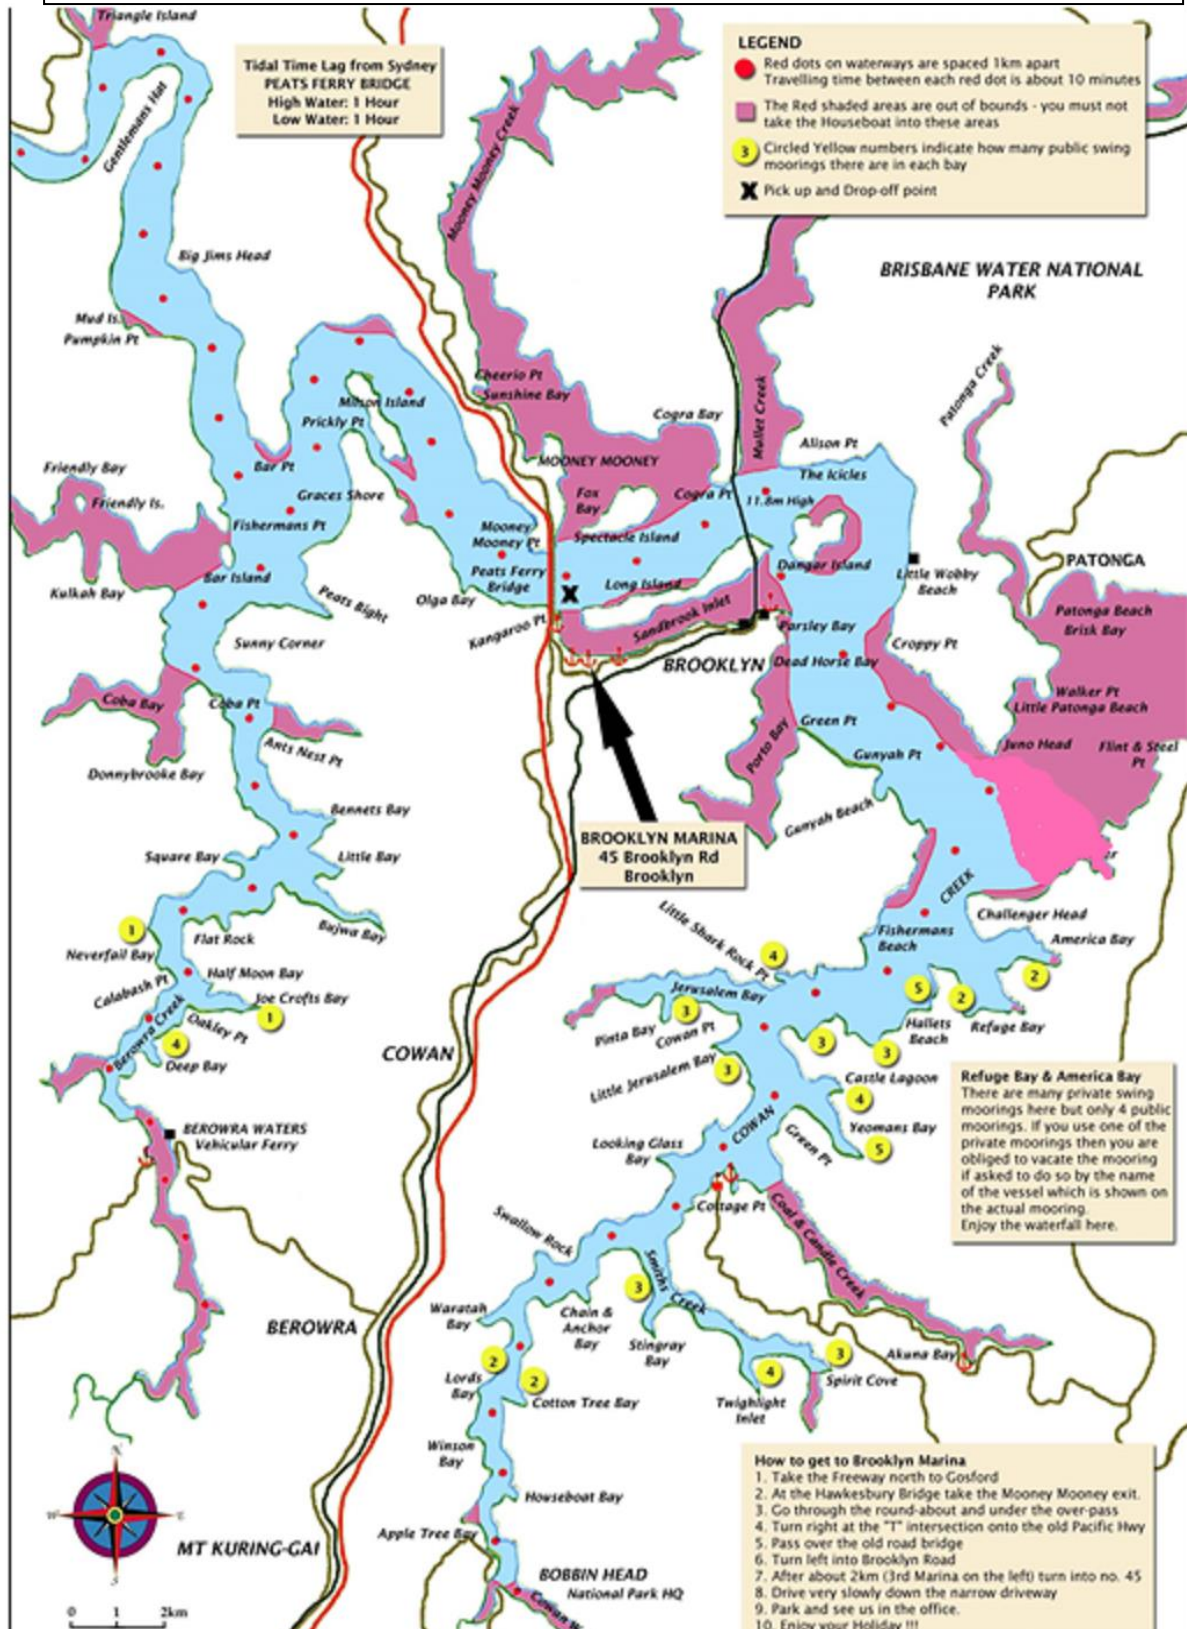 Triangle Island
Gentlemans Hat
Tidal Time Lag from Sydney
PEATS FERRY BRIDGE
High Water: 1 Hour
Low Water: 1 Hour
Mooney Mooney Creek
LEGEND
Red dots on waterways are spaced 1km apart
Travelling time between each red dot is about 10 minutes
The Red shaded areas are out of bounds - you must not
take the Houseboat into these areas
3
Circled Yellow numbers indicate how many public swing
moorings there are in each bay
X Pick up and Drop-off point
Big Jims Head
BRISBANE WATER NATIONAL
PARK
Mud Is.
Pumpkin Pt
Cheerio Pt
Sunshine Bay
Milson Island
Prickly Pt
Cogra Bay
Mullet Creek
Patonga Creek
Alison Pt
The Icicles
11.8m High
Bar Pt
MOONEY MOONEY
Friendly Bay
Friendly Is.
Graces Shore
Fox
Bay
Cogra Pt
Fishermans Pt
Mooney
Mooney Pt
Spectacle Island
Peats Ferry
Bridge
Dangar Island
Little Wobby
Beach
PATONGA
Kulkah Bay
Bar Island
Peats Bight
Olga Bay
X
Long Island
Sandbrook Inlet
Kangaroo Pt
Patonga Beach
Brisk Bay
Parsley Bay
Croppy Pt
Sunny Corner
BROOKLYN
Dead Horse Bay
Walker Pt
Little Patonga Beach
Coba Bay
Coba Pt
Ants Nest Pt
Green Pt
Porto Bay
Juno Head
Flint & Steel
Pt
Gunyah Pt
Donnybrooke Bay
Bennets Bay
Gunyah Beach
BROOKLYN MARINA
45 Brooklyn Rd
Brooklyn
Square Bay
Little Bay
CREEK
Challenger Head
Little Shark Rock Pt
Bujwa Bay
1
Flat Rock
Neverfail Bay
Fishermans
Beach
America Bay
4
2
Half Moon Bay
Calabash Pt
Jerusalem Bay
5
2
Joe Crofts Bay
1
Oakley Pt
Berowra Creek
3
Pinta Bay
Cowan Pt
Hallets
Beach
Refuge Bay
4
Deep Bay
COWAN
3
3
Little Jerusalem Bay
3
Castle Lagoon
4
Yeomans Bay
COWAN
Green Pt
5
Refuge Bay & America Bay
There are many private swing
moorings here but only 4 public
moorings. If you use one of the
private moorings then you are
obliged to vacate the mooring
if asked to do so by the name
of the vessel which is shown on
the actual mooring.
Enjoy the waterfall here.
BEROWRA WATERS
Vehicular Ferry
Looking Glass
Bay
Cottage Pt
Coal & Candle Creek
Swallow Rock
Smiths Creek
3
Waratah
Bay
Chain &
Anchor
Bay
Stingray
Bay
BEROWRA
2
Lords
Bay
2
Cotton Tree Bay
4
3
Twighlight
Inlet
Spirit Cove
Akuna Bay
Winson
Bay
Houseboat Bay
Apple Tree Bay
BOBBIN HEAD
National Park HQ
MT KURING-GAI
N
W
E
S
0 1 2km
How to get to Brooklyn Marina
1. Take the Freeway north to Gosford
2. At the Hawkesbury Bridge take the Mooney Mooney exit.
3. Go through the round-about and under the over-pass
4. Turn right at the "T" intersection onto the old Pacific Hwy
5. Pass over the old road bridge
6. Turn left into Brooklyn Road
7. After about 2km (3rd Marina on the left) turn into no. 45
8. Drive very slowly down the narrow driveway
9. Park and see us in the office.
10. Enjoy your Holiday !!!